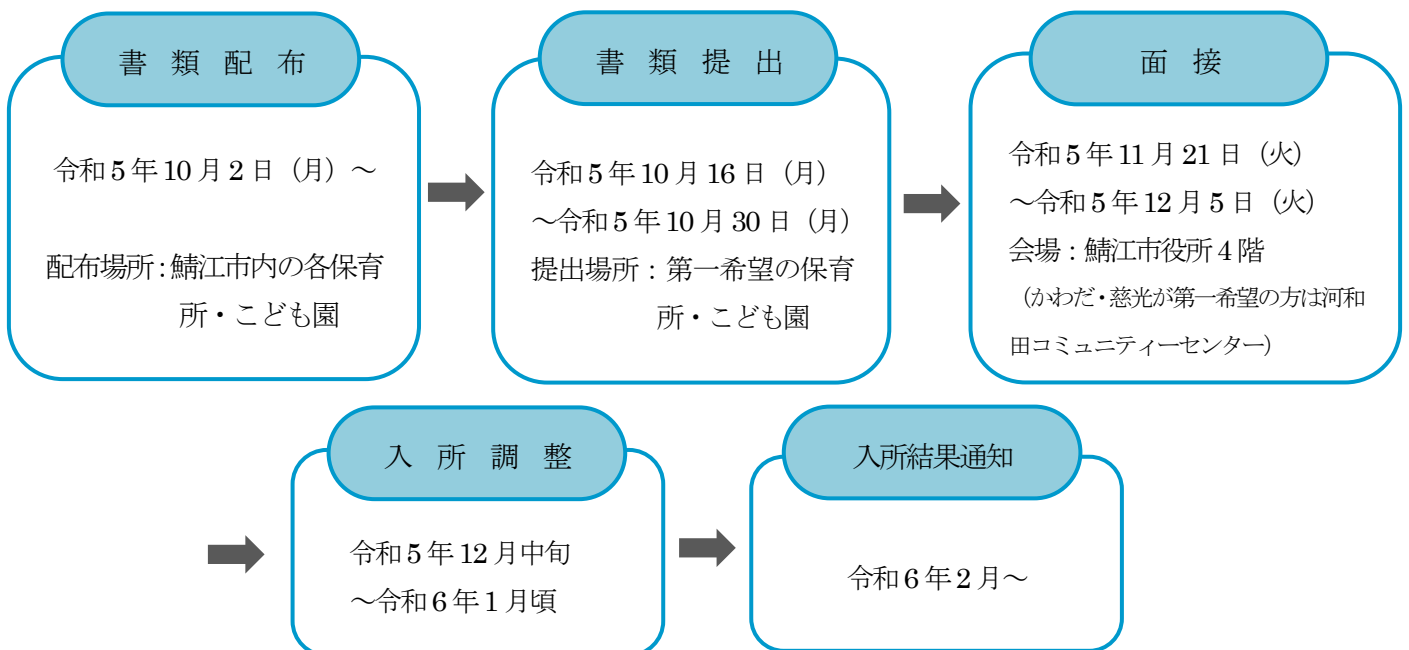 書類配布
令和5年10月2日（月）～
配布場所：鯖江市内の各保育
所・こども園
書類提出
令和5年10月16日（月）
～令和5年10月30日（月）
提出場所：第一希望の保育
所・こども園
面接
令和5年11月21日（火）
～令和5年12月5日（火）
会場：鯖江市役所4階
（かわだ・慈光が第一希望の方は河和
田コミュニティーセンター）
入所調整
令和5年12月中旬
～令和6年1月頃
入所結果通知
令和6年2月～